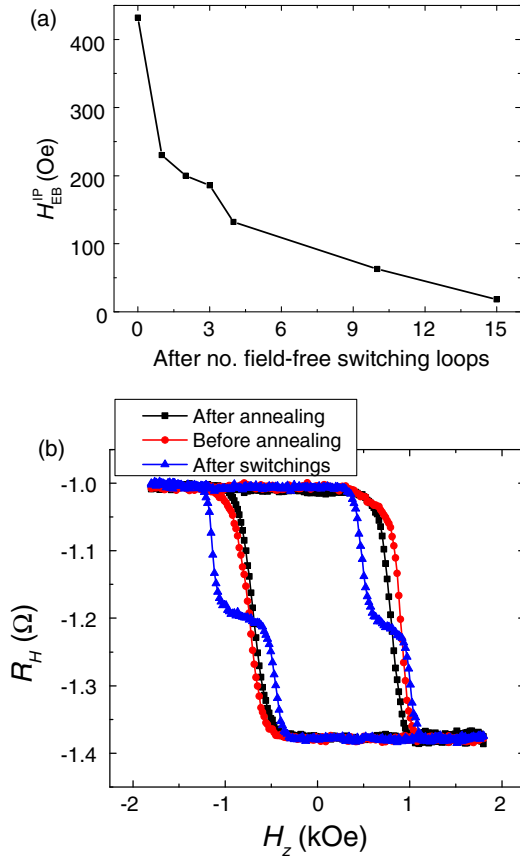 (a)
400
300
200
100
0
H_EB^IP (Oe)
0 3 6 9 12 15
After no. field-free switching loops
(b)
After annealing
Before annealing
After switchings
-1.0
-1.1
-1.2
-1.3
-1.4
R_H (Ω)
-2 -1 0 1 2
H_z (kOe)